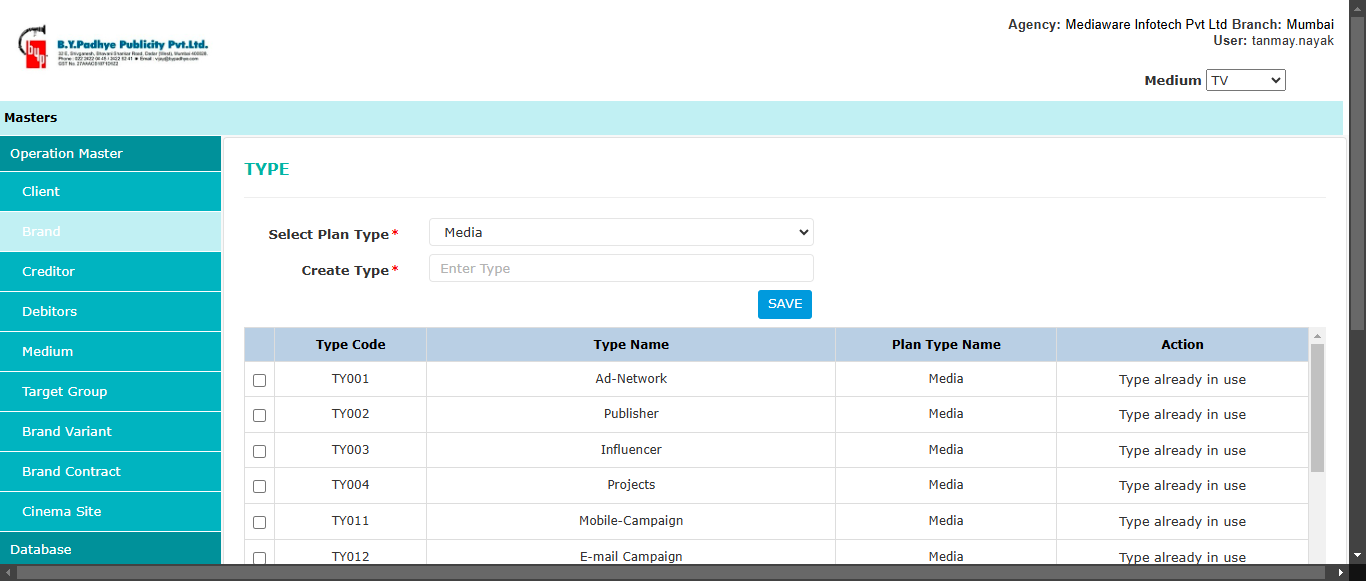 Agency: Mediaware Infotech Pvt Ltd Branch: Mumbai
User: tanmay.nayak
B.Y.Padhye Publicity Pvt.Ltd.
byp
Medium TV
Masters
Operation Master
Client
Brand
Creditor
Debitors
Medium
Target Group
Brand Variant
Brand Contract
Cinema Site
Database
TYPE
Select Plan Type* Media
Create Type* Enter Type
SAVE
Type Code Type Name Plan Type Name Action
TY001 Ad-Network Media Type already in use
TY002 Publisher Media Type already in use
TY003 Influencer Media Type already in use
TY004 Projects Media Type already in use
TY011 Mobile-Campaign Media Type already in use
TY012 E-mail Campaign Media Type already in use